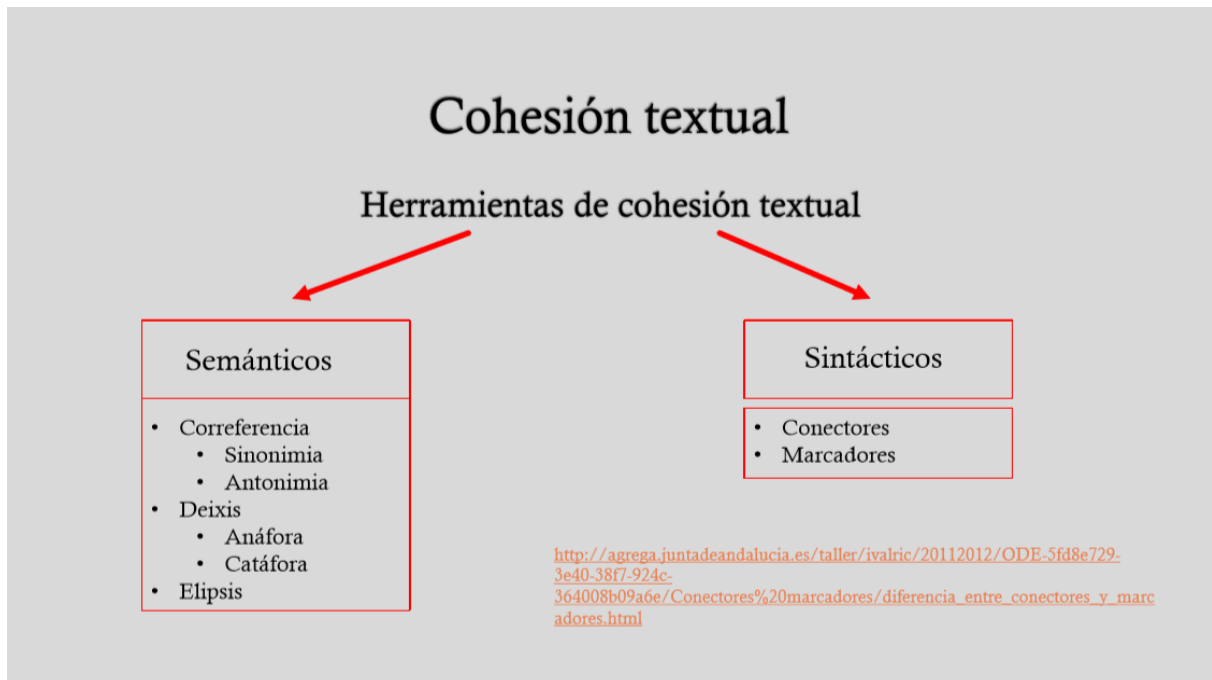 Cohesión textual
Herramientas de cohesión textual
Semánticos
• Correferencia
• Sinonimia
• Antonimia
• Deixis
• Anáfora
• Catáfora
• Elipsis
Sintácticos
• Conectores
• Marcadores
http://agrega.juntadeandalucia.es/taller/ivalric/20112012/ODE-5fd8e729-
3e40-38f7-924c-
364008b09a6e/Conectores%20marcadores/diferencia_entre_conectores_y_marc
adores.html